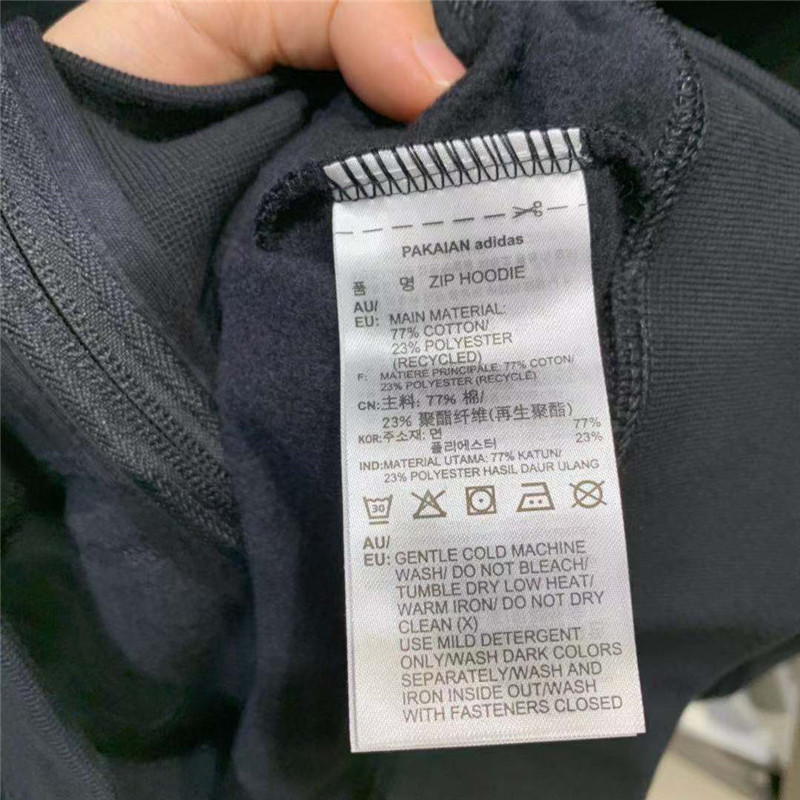 PAKAIAN adidas
품 명 ZIP HOODIE
AU/
EU: MAIN MATERIAL:
77% COTTON/
23% POLYESTER
(RECYCLED)
F: MATIERE PRINCIPALE: 77% COTON/
23% POLYESTER (RECYCLÉ)
CN:主料: 77% 棉/
23% 聚酯纤维(再生聚酯)
KOR:주소재: 면 77%
폴리에스터 23%
IND:MATERIAL UTAMA: 77% KATUN/
23% POLYESTER HASIL DAUR ULANG
30
AU/
EU: GENTLE COLD MACHINE
WASH/ DO NOT BLEACH/
TUMBLE DRY LOW HEAT/
WARM IRON/ DO NOT DRY
CLEAN (X)
USE MILD DETERGENT
ONLY/WASH DARK COLORS
SEPARATELY/WASH AND
IRON INSIDE OUT/WASH
WITH FASTENERS CLOSED